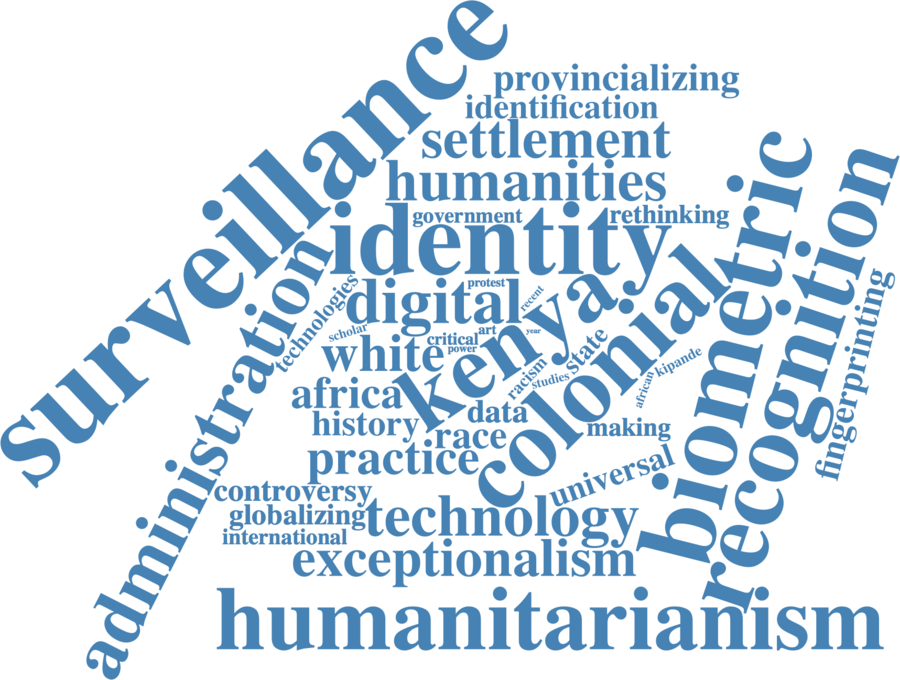 surveillance
provincializing
identification
settlement
humanities
government
rethinking
identity
biometric
recognition
administration
technologies
digital
protest
recent
kenya
colonial
fingerprinting
scholar
critical
art
year
white
power
state
racism
studies
african
kipande
africa
data
history
race
making
practice
universal
controversy
globalizing
technology
international
exceptionalism
humanitarianism